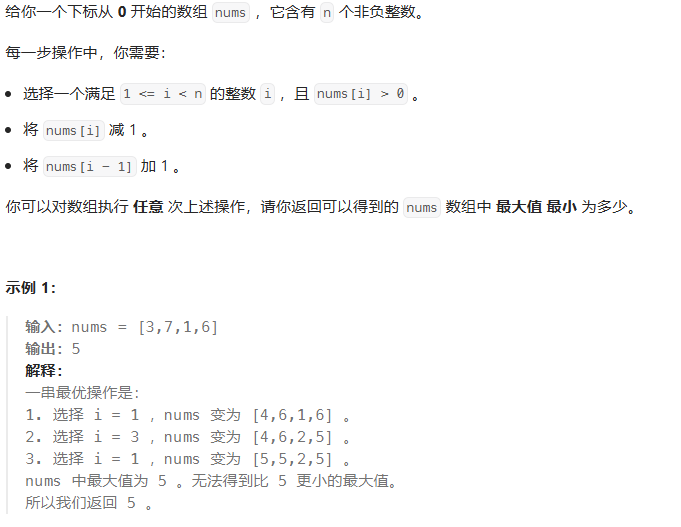 给你一个下标从 0 开始的数组 nums ，它含有 n 个非负整数。
每一步操作中，你需要：
选择一个满足 1 <= i < n 的整数 i ，且 nums[i] > 0 。
将 nums[i] 减 1 。
将 nums[i - 1] 加 1 。
你可以对数组执行 任意 次上述操作，请你返回可以得到的 nums 数组中 最大值 最小 为多少。
示例 1：
输入：nums = [3,7,1,6]
输出：5
解释：
一串最优操作是：
1. 选择 i = 1 ，nums 变为 [4,6,1,6] 。
2. 选择 i = 3 ，nums 变为 [4,6,2,5] 。
3. 选择 i = 1 ，nums 变为 [5,5,2,5] 。
nums 中最大值为 5 。无法得到比 5 更小的最大值。
所以我们返回 5 。